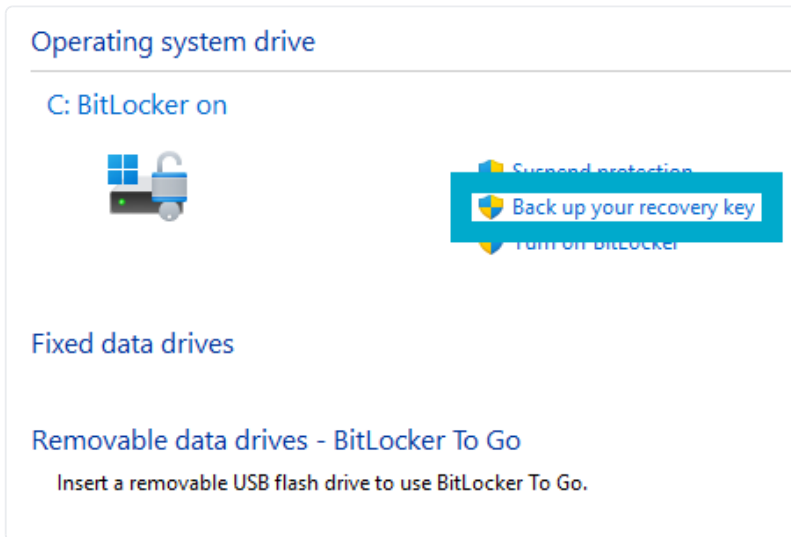 Operating system drive
C: BitLocker on
Suspend protection
Back up your recovery key
Turn off BitLocker
Fixed data drives
Removable data drives - BitLocker To Go
Insert a removable USB flash drive to use BitLocker To Go.